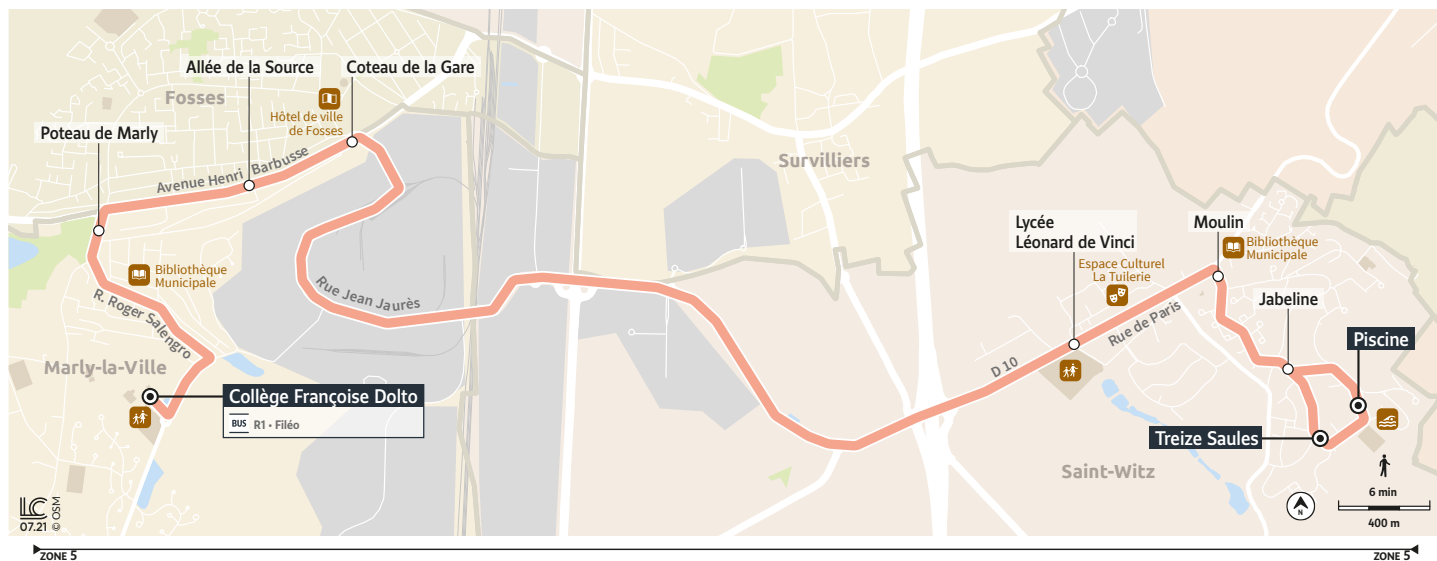 Allée de la Source
Coteau de la Gare
Fosses
Hôtel de ville
de Fosses
Poteau de Marly
Avenue Henri Barbusse
Survilliers
Bibliothèque
Municipale
R. Roger Salengro
Rue Jean Jaurès
Marly-la-Ville
Collège Françoise Dolto
BUS R1 • Filéo
Lycée
Léonard de Vinci
Espace Culturel
La Tuilerie
Moulin
Bibliothèque
Municipale
Jabeline
Rue de Paris
D 10
Piscine
Treize Saules
Saint-Witz
N
6 min
400 m
LC
07.21
© OSM
ZONE 5
ZONE 5